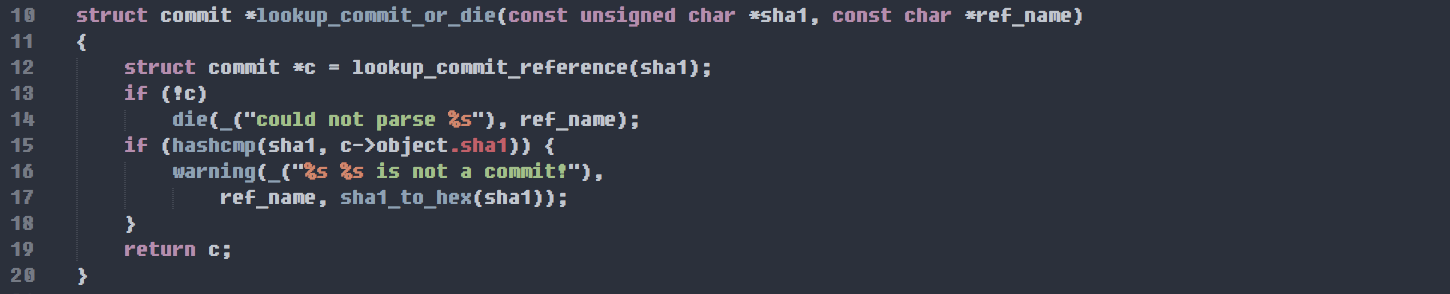 10 struct commit *lookup_commit_or_die(const unsigned char *sha1, const char *ref_name)
11 {
12     struct commit *c = lookup_commit_reference(sha1);
13     if (!c)
14         die(_("could not parse %s"), ref_name);
15     if (hashcmp(sha1, c->object.sha1)) {
16         warning(_("%s %s is not a commit!"),
17             ref_name, sha1_to_hex(sha1));
18     }
19     return c;
20 }